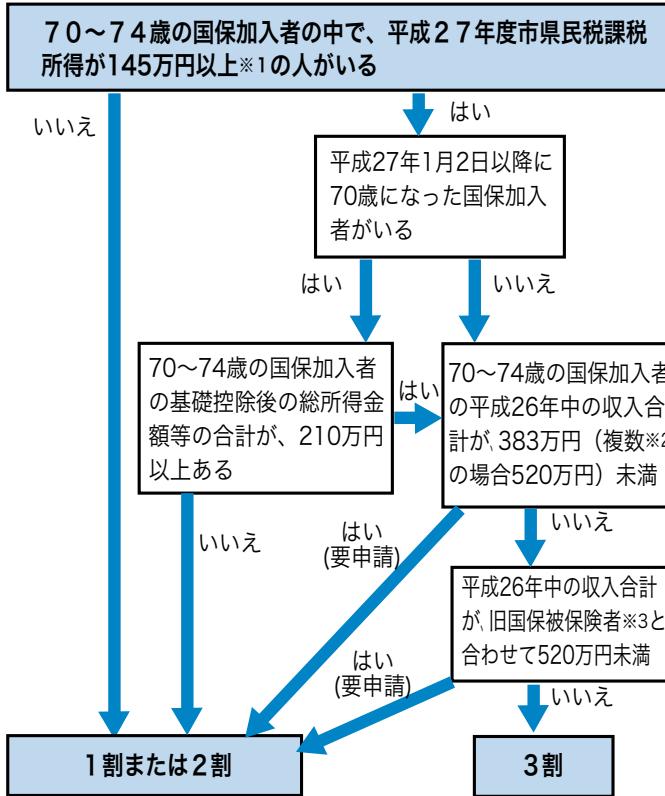 ７０～７４歳の国保加入者の中で、平成２７年度市県民税課税
所得が145万円以上※1の人がいる
いいえ
はい
平成27年1月2日以降に
70歳になった国保加入
者がいる
はい
いいえ
70～74歳の国保加入者
の基礎控除後の総所得金
額等の合計が、210万円
以上ある
はい
70～74歳の国保加入者
の平成26年中の収入合
計が、383万円（複数※2
の場合520万円）未満
いいえ
はい
(要申請)
いいえ
平成26年中の収入合計
が、旧国保被保険者※3と
合わせて520万円未満
はい
(要申請)
いいえ
１割または２割
３割